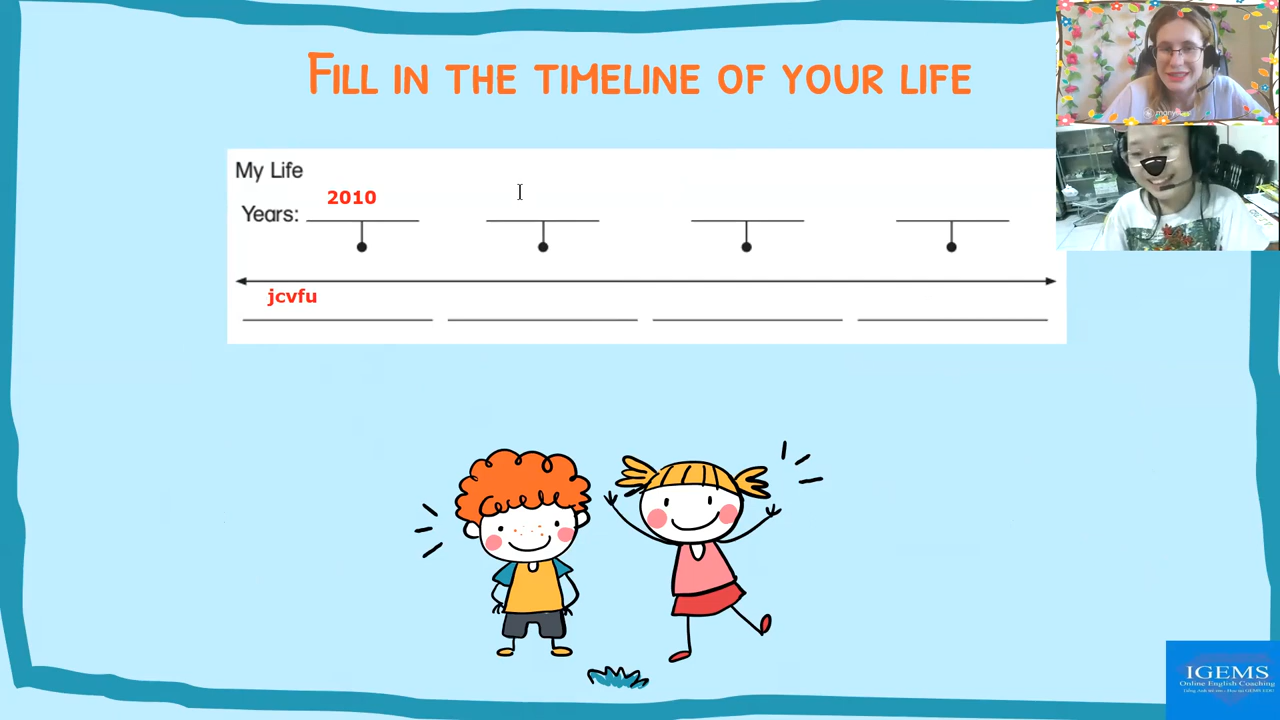 FILL IN THE TIMELINE OF YOUR LIFE
My Life
Years: 2010
jcvfu
IGEMS
Online English Coaching